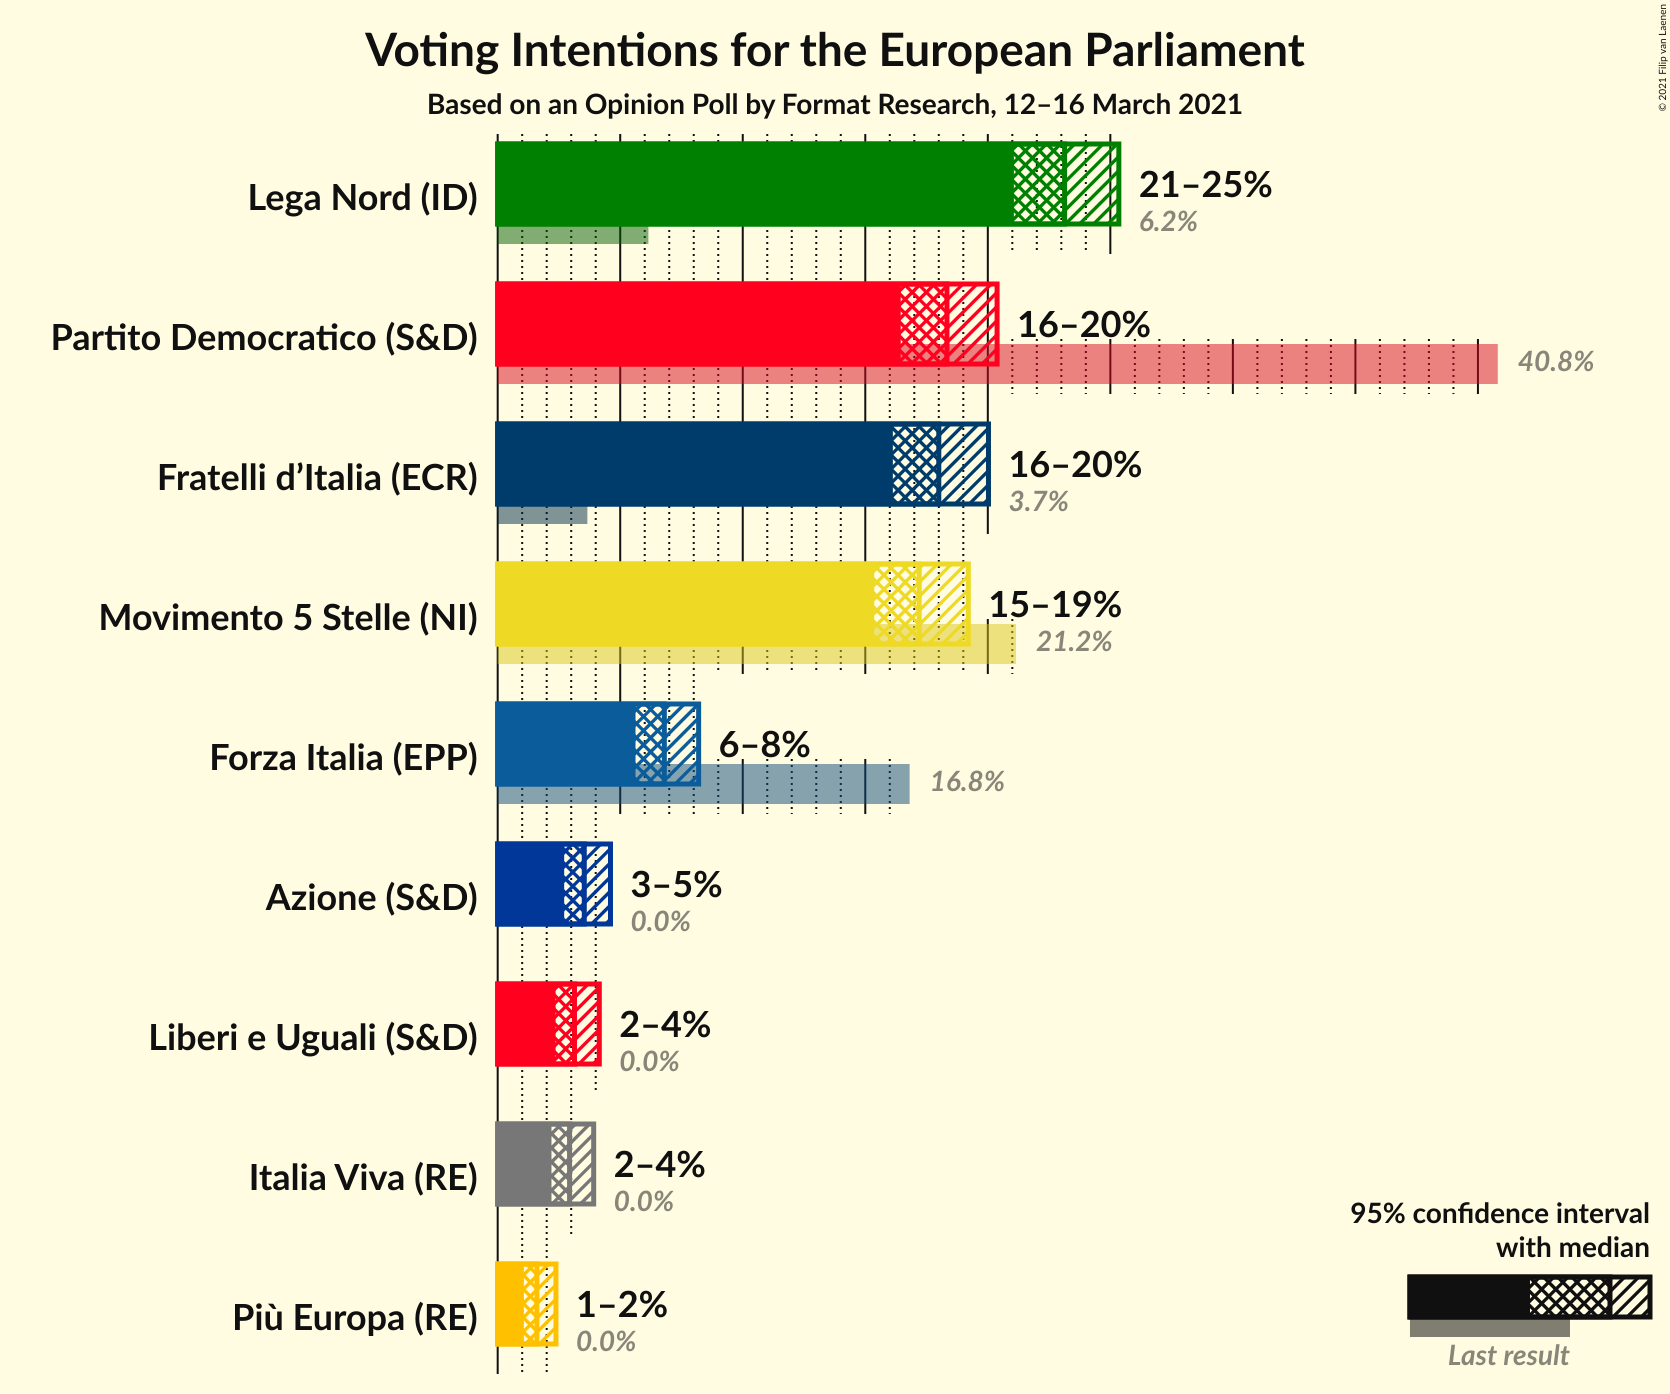 Voting Intentions for the European Parliament
Based on an Opinion Poll by Format Research, 12–16 March 2021
© 2021 Filip van Laenen
Lega Nord (ID)
21–25%
6.2%
Partito Democratico (S&D)
16–20%
40.8%
Fratelli d’Italia (ECR)
16–20%
3.7%
Movimento 5 Stelle (NI)
15–19%
21.2%
Forza Italia (EPP)
6–8%
16.8%
Azione (S&D)
3–5%
0.0%
Liberi e Uguali (S&D)
2–4%
0.0%
Italia Viva (RE)
2–4%
0.0%
Più Europa (RE)
1–2%
0.0%
95% confidence interval
with median
Last result